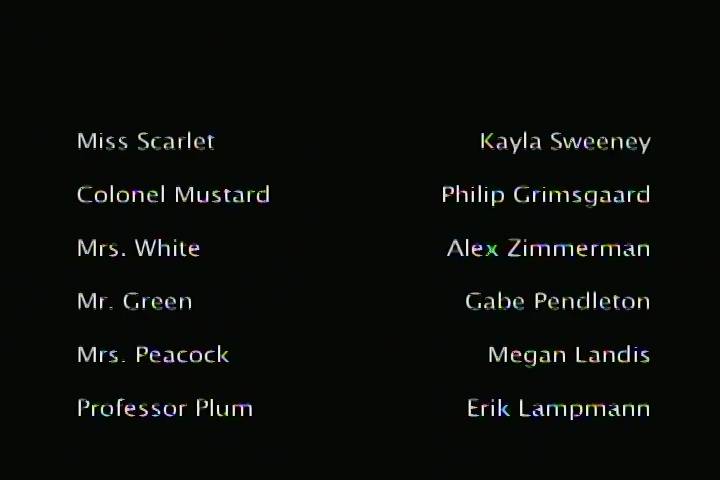 Miss Scarlet Kayla Sweeney
Colonel Mustard Philip Grimsgaard
Mrs. White Alex Zimmerman
Mr. Green Gabe Pendleton
Mrs. Peacock Megan Landis
Professor Plum Erik Lampmann